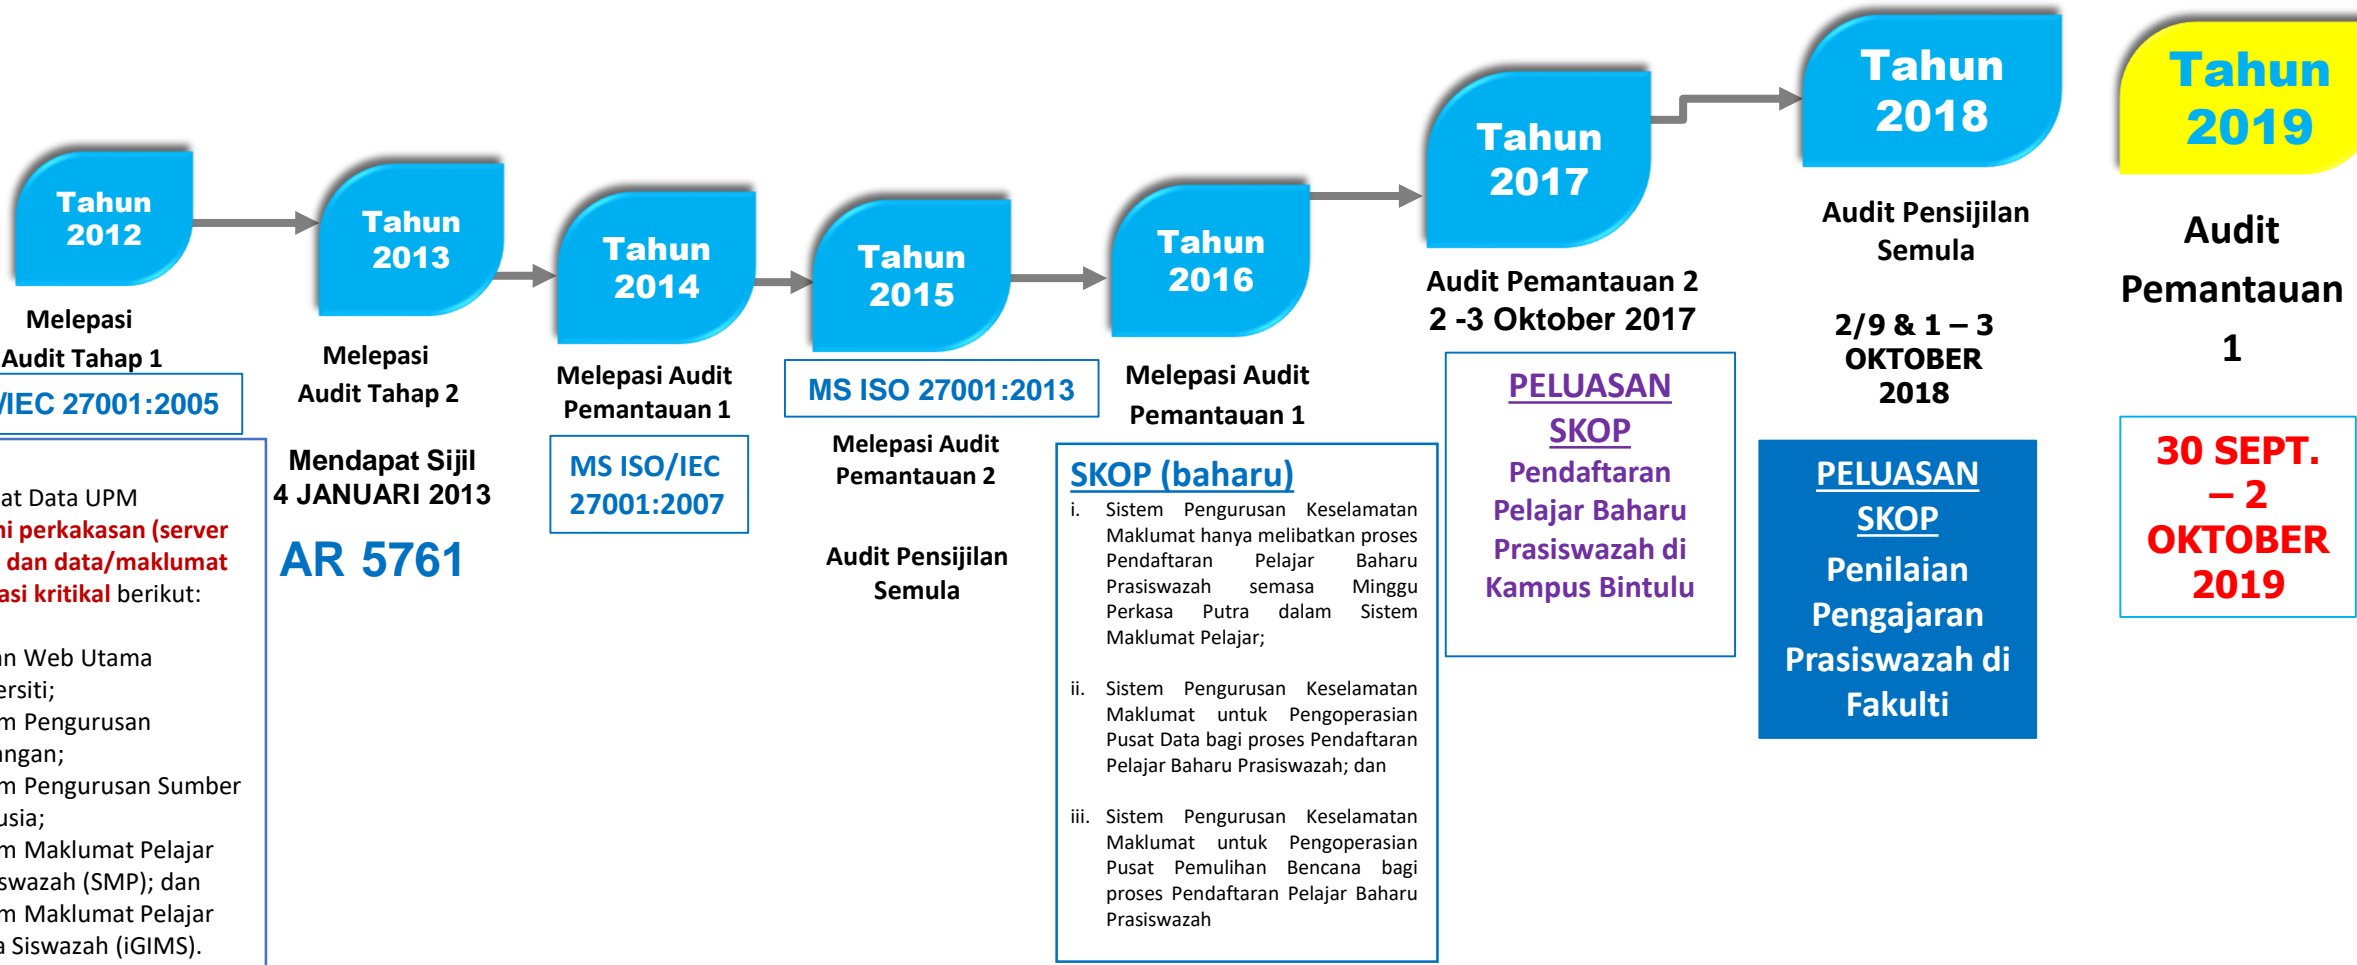 Tahun
2012
Melepasi
Audit Tahap 1
/IEC 27001:2005
at Data UPM
ni perkakasan (server
dan data/maklumat
asi kritikal berikut:
an Web Utama
ersiti;
m Pengurusan
angan;
m Pengurusan Sumber
usia;
m Maklumat Pelajar
swazah (SMP); dan
m Maklumat Pelajar
a Siswazah (iGIMS).
Tahun
2013
Melepasi
Audit Tahap 2
Mendapat Sijil
4 JANUARI 2013
AR 5761
Tahun
2014
Melepasi Audit
Pemantauan 1
MS ISO/IEC
27001:2007
Tahun
2015
MS ISO 27001:2013
Melepasi Audit
Pemantauan 2
Audit Pensijilan
Semula
Tahun
2016
Melepasi Audit
Pemantauan 1
SKOP (baharu)
i. Sistem Pengurusan Keselamatan
Maklumat hanya melibatkan proses
Pendaftaran Pelajar Baharu
Prasiswazah semasa Minggu
Perkasa Putra dalam Sistem
Maklumat Pelajar;
ii. Sistem Pengurusan Keselamatan
Maklumat untuk Pengoperasian
Pusat Data bagi proses Pendaftaran
Pelajar Baharu Prasiswazah; dan
iii. Sistem Pengurusan Keselamatan
Maklumat untuk Pengoperasian
Pusat Pemulihan Bencana bagi
proses Pendaftaran Pelajar Baharu
Prasiswazah
Tahun
2017
Audit Pemantauan 2
2 -3 Oktober 2017
PELUASAN
SKOP
Pendaftaran
Pelajar Baharu
Prasiswazah di
Kampus Bintulu
Tahun
2018
Audit Pensijilan
Semula
2/9 & 1 – 3
OKTOBER
2018
PELUASAN
SKOP
Penilaian
Pengajaran
Prasiswazah di
Fakulti
Tahun
2019
Audit
Pemantauan
1
30 SEPT.
– 2
OKTOBER
2019